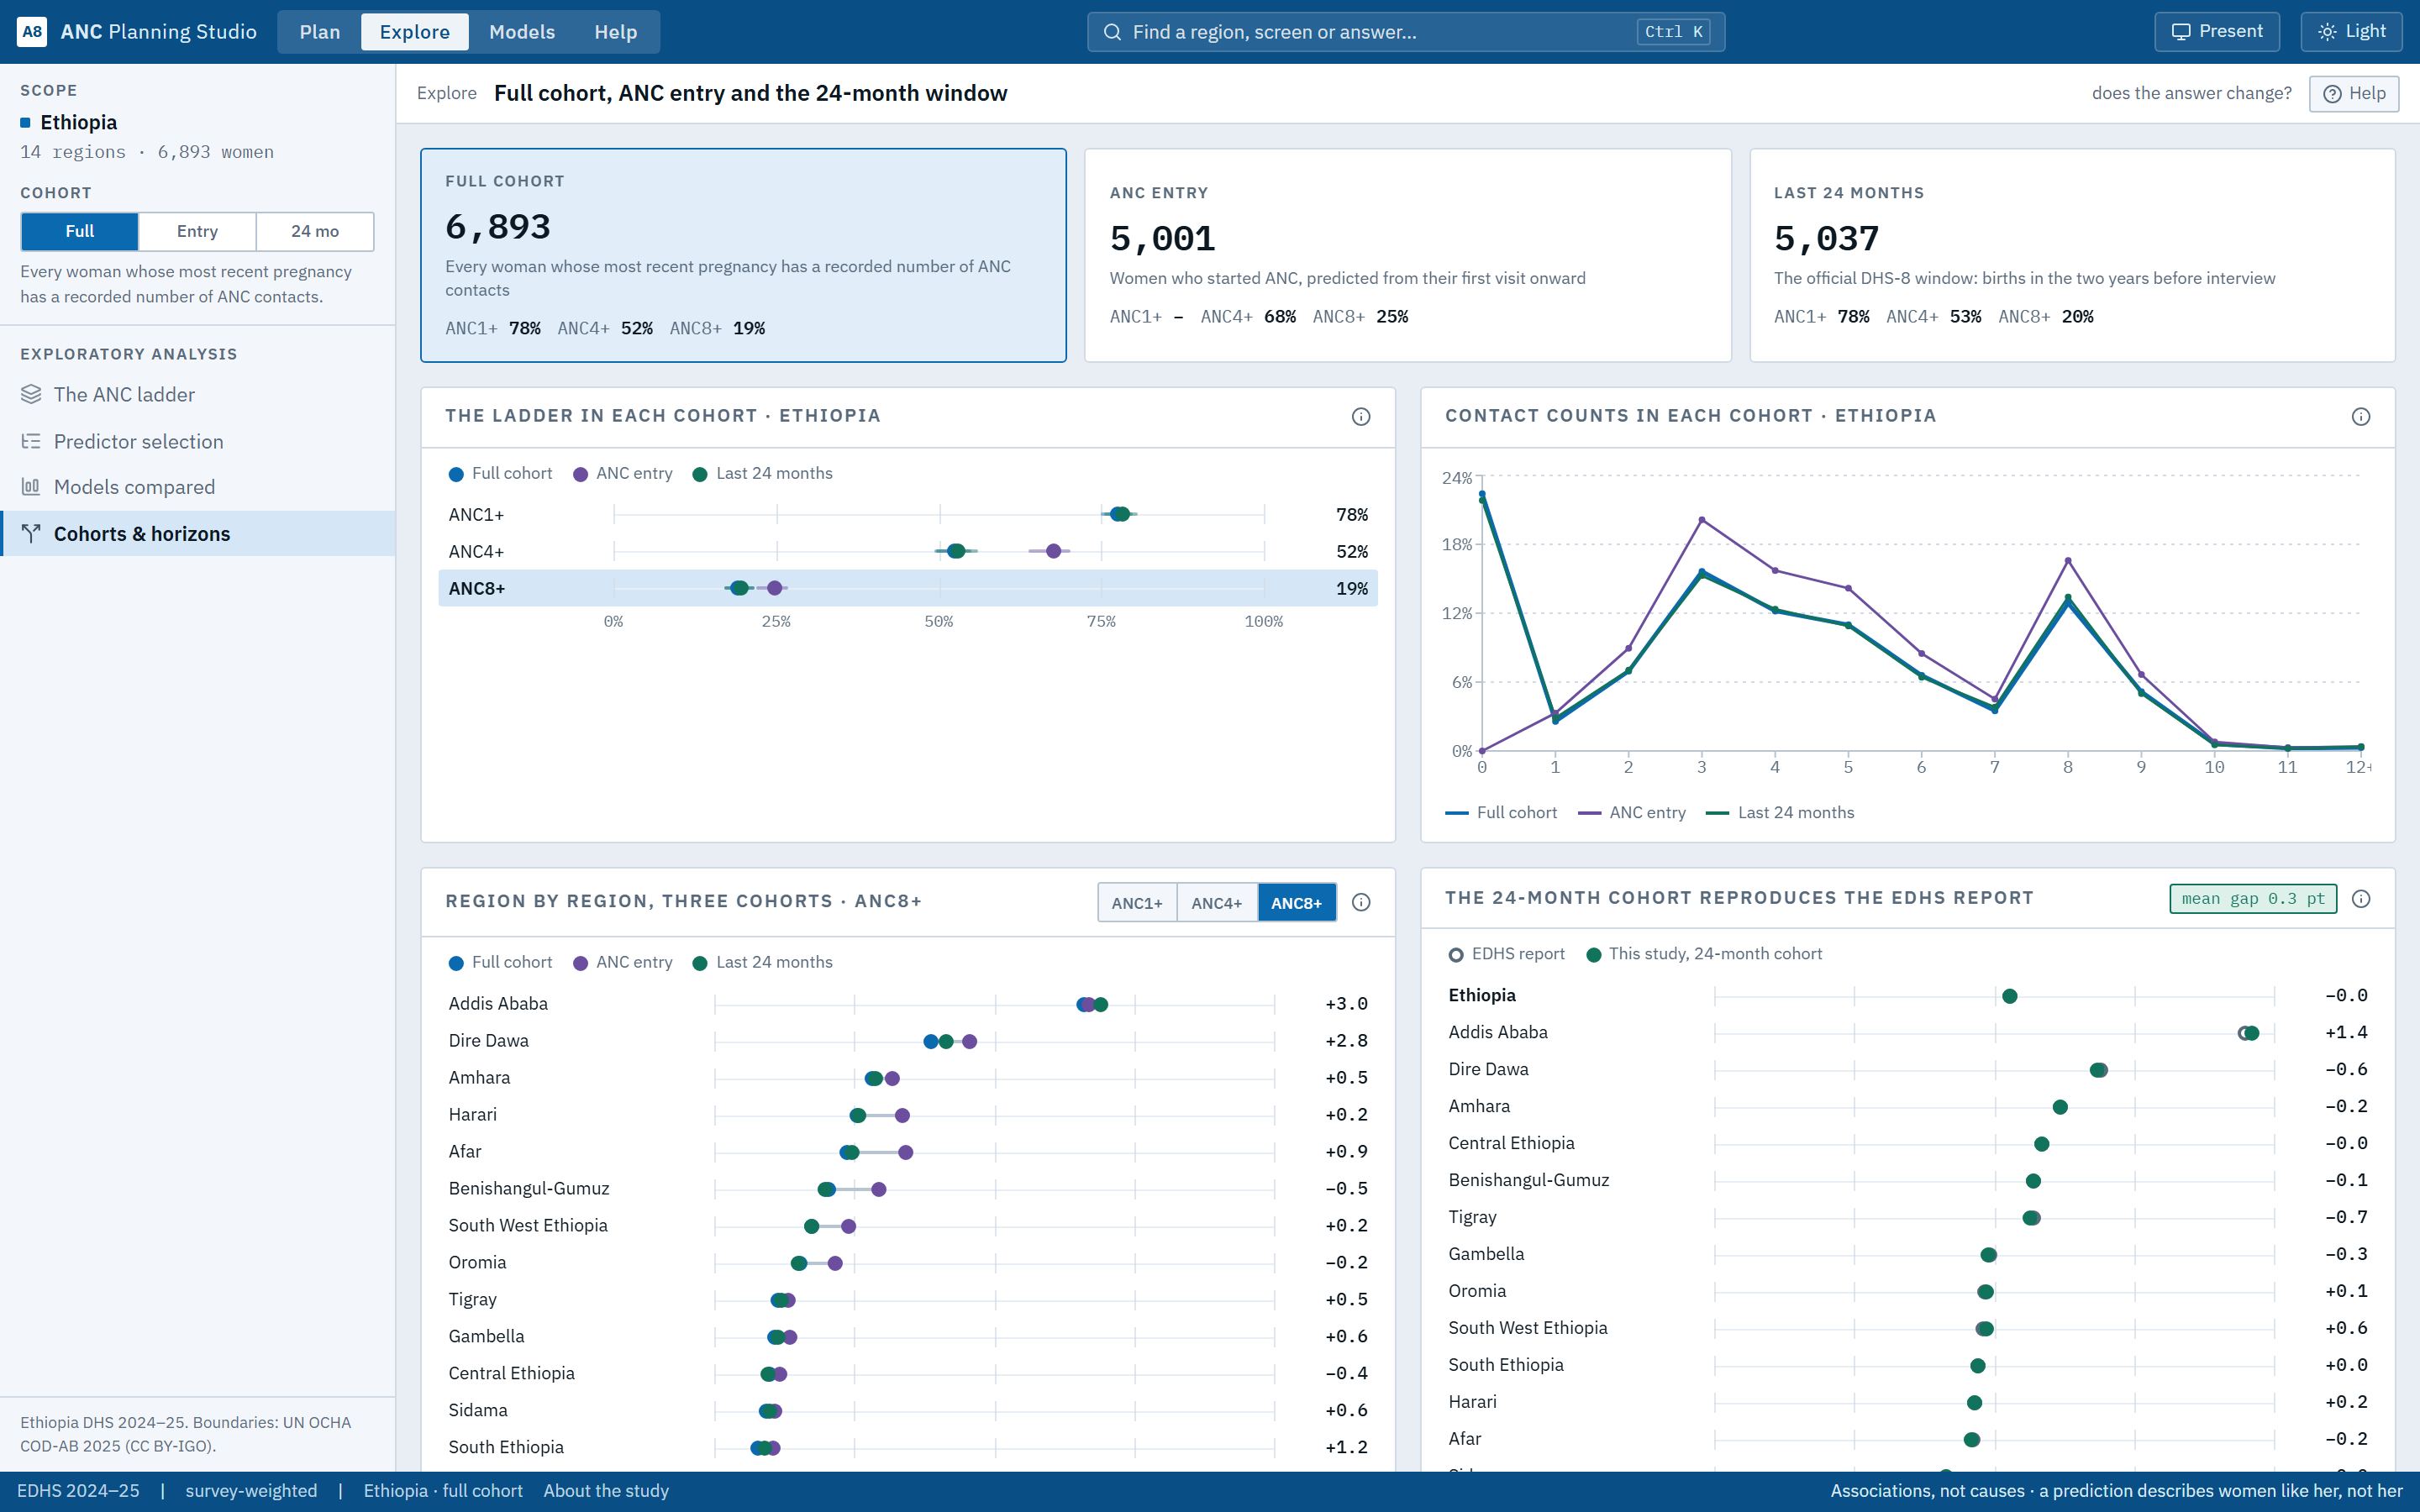 A8 ANC Planning Studio Plan Explore Models Help Find a region, screen or answer... Ctrl K Present Light
SCOPE
Ethiopia
14 regions · 6,893 women
COHORT
Full Entry 24 mo
Every woman whose most recent pregnancy
has a recorded number of ANC contacts.
EXPLORATORY ANALYSIS
The ANC ladder
Predictor selection
Models compared
Cohorts & horizons
Ethiopia DHS 2024–25. Boundaries: UN OCHA
COD-AB 2025 (CC BY-IGO).
Explore Full cohort, ANC entry and the 24-month window does the answer change? Help
FULL COHORT
6,893
Every woman whose most recent pregnancy has a recorded number of ANC
contacts
ANC1+ 78% ANC4+ 52% ANC8+ 19%
ANC ENTRY
5,001
Women who started ANC, predicted from their first visit onward
ANC1+ – ANC4+ 68% ANC8+ 25%
LAST 24 MONTHS
5,037
The official DHS-8 window: births in the two years before interview
ANC1+ 78% ANC4+ 53% ANC8+ 20%
THE LADDER IN EACH COHORT · ETHIOPIA
Full cohort ANC entry Last 24 months
ANC1+ 78%
ANC4+ 52%
ANC8+ 19%
0% 25% 50% 75% 100%
CONTACT COUNTS IN EACH COHORT · ETHIOPIA
24%
18%
12%
6%
0%
0 1 2 3 4 5 6 7 8 9 10 11 12+
Full cohort ANC entry Last 24 months
REGION BY REGION, THREE COHORTS · ANC8+ ANC1+ ANC4+ ANC8+
Full cohort ANC entry Last 24 months
Addis Ababa +3.0
Dire Dawa +2.8
Amhara +0.5
Harari +0.2
Afar +0.9
Benishangul-Gumuz −0.5
South West Ethiopia +0.2
Oromia −0.2
Tigray +0.5
Gambella +0.6
Central Ethiopia −0.4
Sidama +0.6
South Ethiopia +1.2
THE 24-MONTH COHORT REPRODUCES THE EDHS REPORT mean gap 0.3 pt
EDHS report This study, 24-month cohort
Ethiopia −0.0
Addis Ababa +1.4
Dire Dawa −0.6
Amhara −0.2
Central Ethiopia −0.0
Benishangul-Gumuz −0.1
Tigray −0.7
Gambella −0.3
Oromia +0.1
South West Ethiopia +0.6
South Ethiopia +0.0
Harari +0.2
Afar −0.2
EDHS 2024–25 | survey-weighted | Ethiopia · full cohort About the study Associations, not causes · a prediction describes women like her, not her